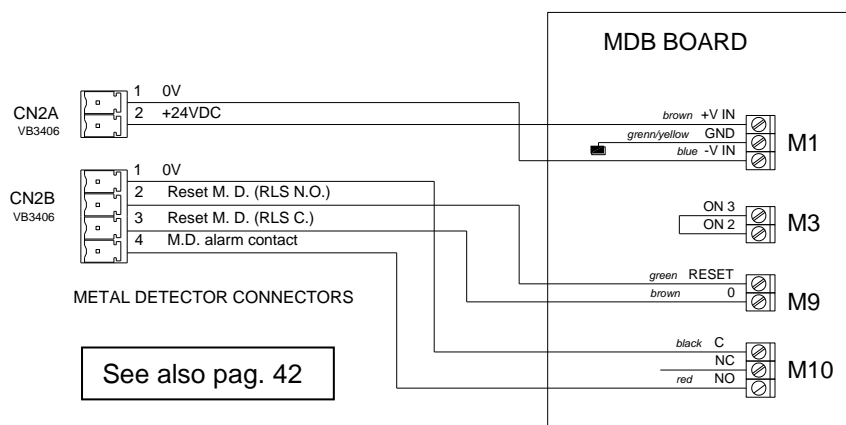 MDB BOARD
CN2A
VB3406
1 0V
2 +24VDC
brown +V IN
grenn/yellow GND
blue -V IN
M1
CN2B
VB3406
1 0V
2 Reset M. D. (RLS N.O.)
3 Reset M. D. (RLS C.)
4 M.D. alarm contact
ON 3
ON 2
M3
METAL DETECTOR CONNECTORS
green RESET
brown 0
M9
See also pag. 42
black C
NC
red NO
M10